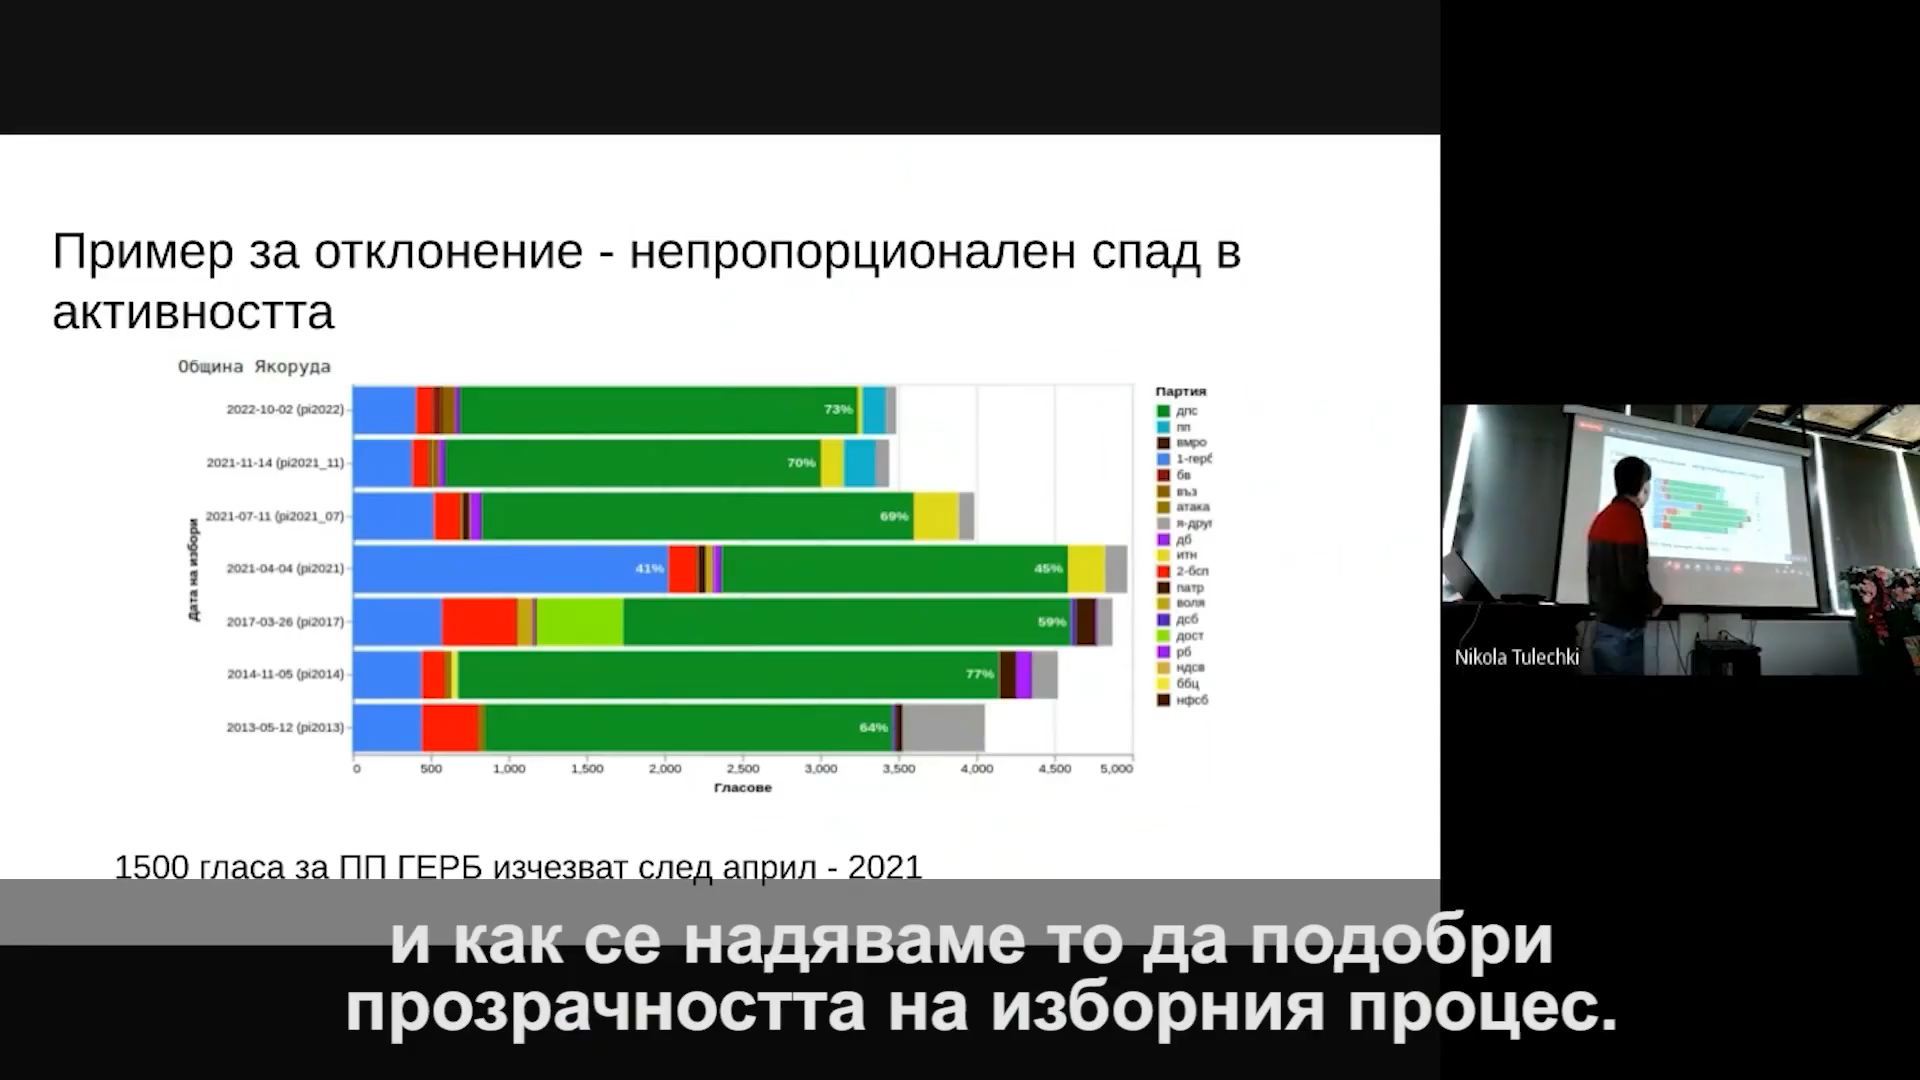 Пример за отклонение - непропорционален спад в
активността
Община Якоруда
Дата на избори
2022-10-02 (pi2022)
73%
2021-11-14 (pi2021_11)
70%
2021-07-11 (pi2021_07)
69%
2021-04-04 (pi2021)
41%
45%
2017-03-26 (pi2017)
59%
2014-11-05 (pi2014)
77%
2013-05-12 (pi2013)
64%
0 500 1,000 1,500 2,000 2,500 3,000 3,500 4,000 4,500 5,000
Гласове
Партия
дпс
пп
вмро
1-герб
бв
въз
атака
я-друг
дб
итн
2-бсп
патр
воля
дсб
дост
рб
ндсв
ббц
нфсб
1500 гласа за ПП ГЕРБ изчезват след април - 2021
Nikola Tulechki
и как се надяваме то да подобри
прозрачността на изборния процес.